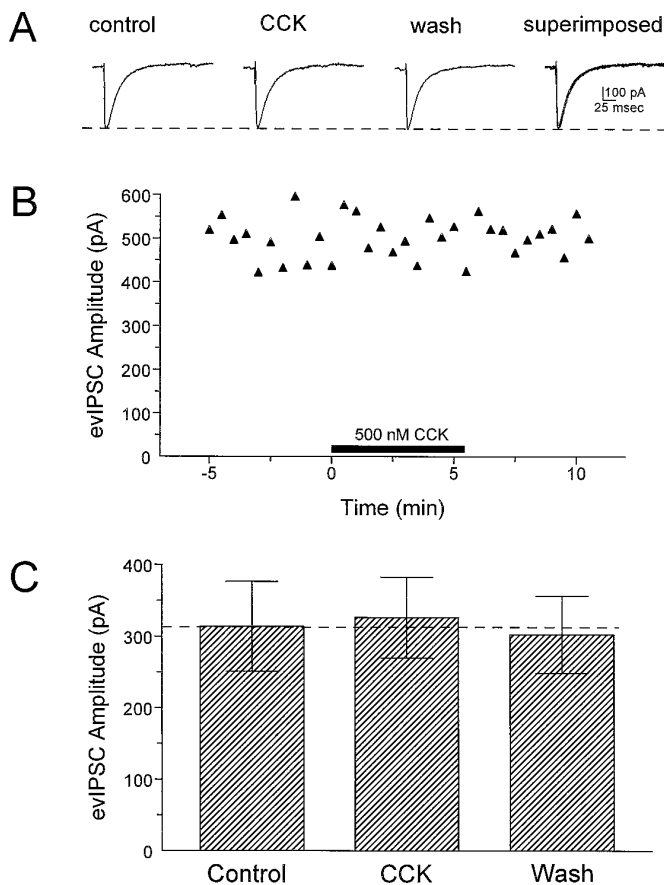 A
control CCK wash superimposed
100 pA
25 msec
B
600
500
400
300
200
100
0
evIPSC Amplitude (pA)
500 nM CCK
-5 0 5 10
Time (min)
C
400
300
200
100
0
evIPSC Amplitude (pA)
Control CCK Wash